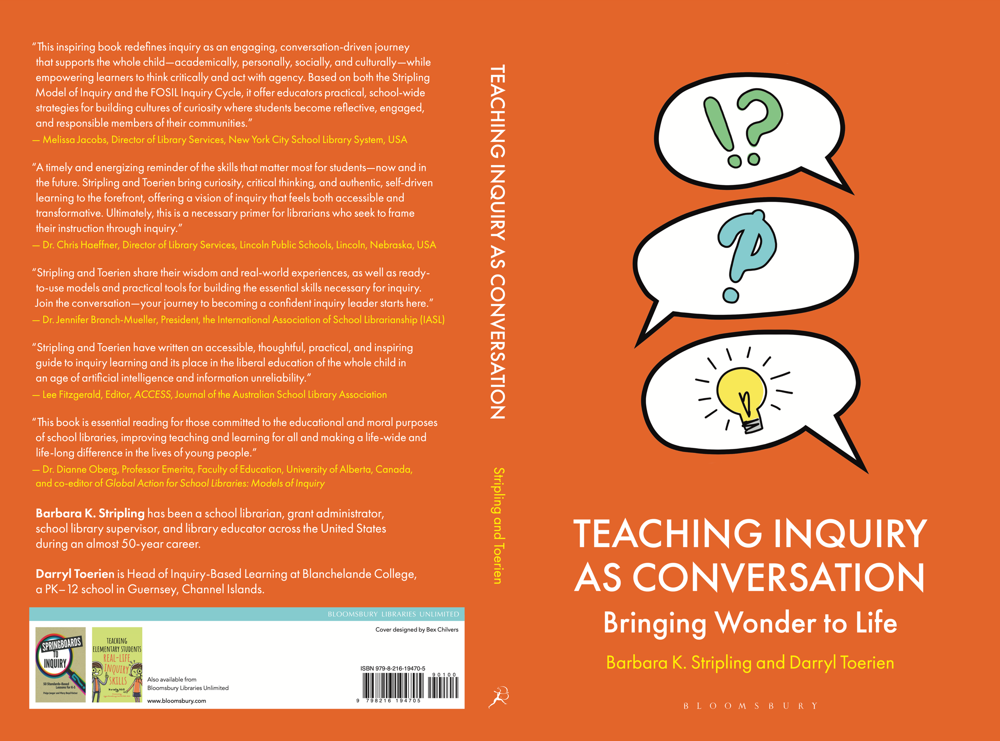 “This inspiring book redefines inquiry as an engaging, conversation-driven journey
that supports the whole child—academically, personally, socially, and culturally—while
empowering learners to think critically and act with agency. Based on both the Stripling
Model of Inquiry and the FOSIL Inquiry Cycle, it offer educators practical, school-wide
strategies for building cultures of curiosity where students become reflective, engaged,
and responsible members of their communities.”
— Melissa Jacobs, Director of Library Services, New York City School Library System, USA
“A timely and energizing reminder of the skills that matter most for students—now and in
the future. Stripling and Toerien bring curiosity, critical thinking, and authentic, self-driven
learning to the forefront, offering a vision of inquiry that feels both accessible and
transformative. Ultimately, this is a necessary primer for librarians who seek to frame
their instruction through inquiry.”
— Dr. Chris Haeffner, Director of Library Services, Lincoln Public Schools, Lincoln, Nebraska, USA
“Stripling and Toerien share their wisdom and real-world experiences, as well as ready-
to-use models and practical tools for building the essential skills necessary for inquiry.
Join the conversation—your journey to becoming a confident inquiry leader starts here.”
— Dr. Jennifer Branch-Mueller, President, the International Association of School Librarianship (IASL)
“Stripling and Toerien have written an accessible, thoughtful, practical, and inspiring
guide to inquiry learning and its place in the liberal education of the whole child in
an age of artificial intelligence and information unreliability.”
— Lee Fitzgerald, Editor, ACCESS, Journal of the Australian School Library Association
“This book is essential reading for those committed to the educational and moral purposes
of school libraries, improving teaching and learning for all and making a life-wide and
life-long difference in the lives of young people.”
— Dr. Dianne Oberg, Professor Emerita, Faculty of Education, University of Alberta, Canada,
and co-editor of Global Action for School Libraries: Models of Inquiry
Barbara K. Stripling has been a school librarian, grant administrator,
school library supervisor, and library educator across the United States
during an almost 50-year career.
Darryl Toerien is Head of Inquiry-Based Learning at Blanchelande College,
a PK–12 school in Guernsey, Channel Islands.
BLOOMSBURY LIBRARIES UNLIMITED
Cover designed by Bex Chilvers
SPRINGBOARDS
TO
INQUIRY
50 Standards-Based
Lessons for K-5
Paige Jaeger and Mary Boyd Ratzer
TEACHING
ELEMENTARY STUDENTS
REAL-LIFE
INQUIRY
SKILLS
Kristy Hill
Also available from
Bloomsbury Libraries Unlimited
www.bloomsbury.com
ISBN 979-8-216-19470-5
90100
9 798216 194705
TEACHING INQUIRY AS CONVERSATION
Stripling and Toerien
!?
?
TEACHING INQUIRY
AS CONVERSATION
Bringing Wonder to Life
Barbara K. Stripling and Darryl Toerien
BLOOMSBURY